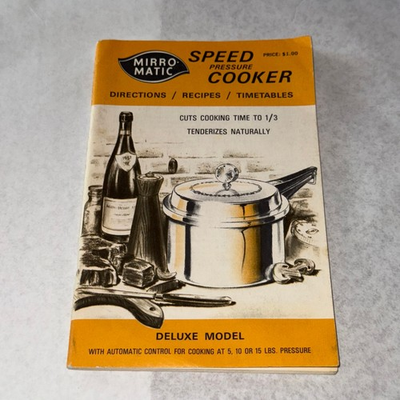 MIRRO-
MATIC
SPEED
PRESSURE
COOKER
PRICE: $1.00
DIRECTIONS / RECIPES / TIMETABLES
CUTS COOKING TIME TO 1/3
TENDERIZES NATURALLY
DELUXE MODEL
WITH AUTOMATIC CONTROL FOR COOKING AT 5, 10 OR 15 LBS. PRESSURE